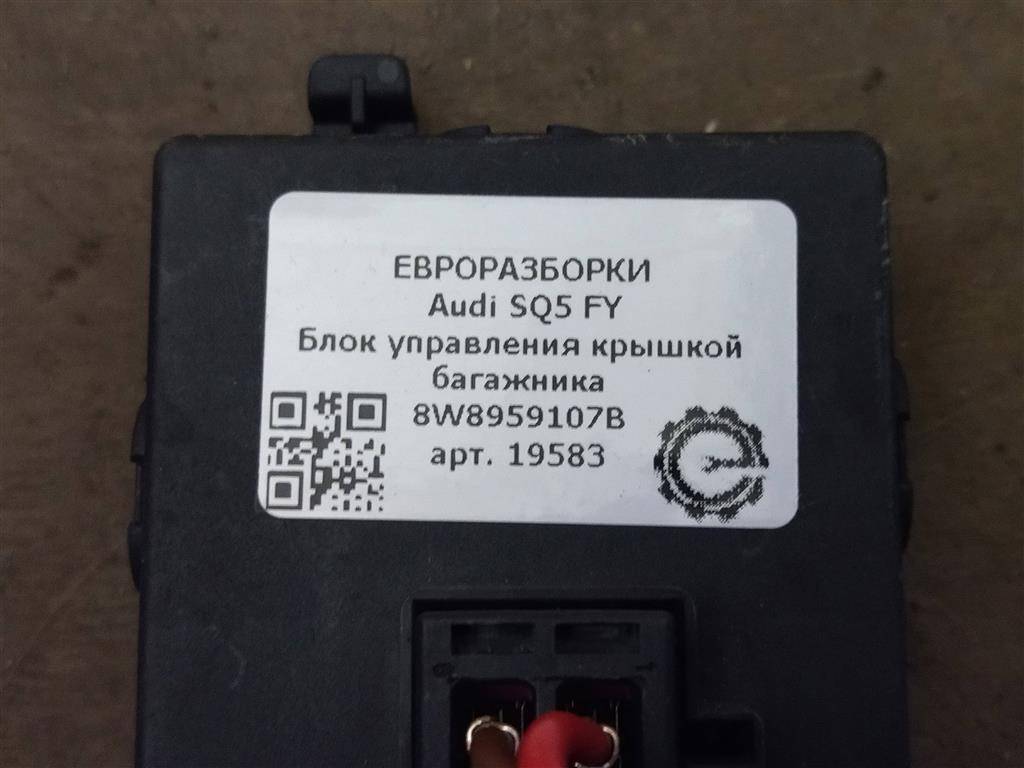 ЕВРОРАЗБОРКИ
Audi SQ5 FY
Блок управления крышкой
багажника
8W8959107B
арт. 19583